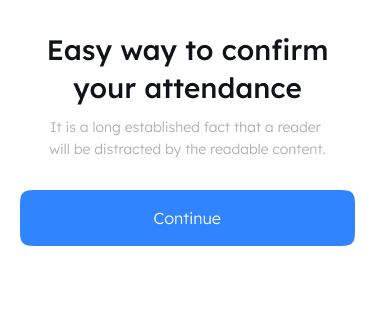 Easy way to confirm
your attendance
It is a long established fact that a reader
will be distracted by the readable content.
Continue